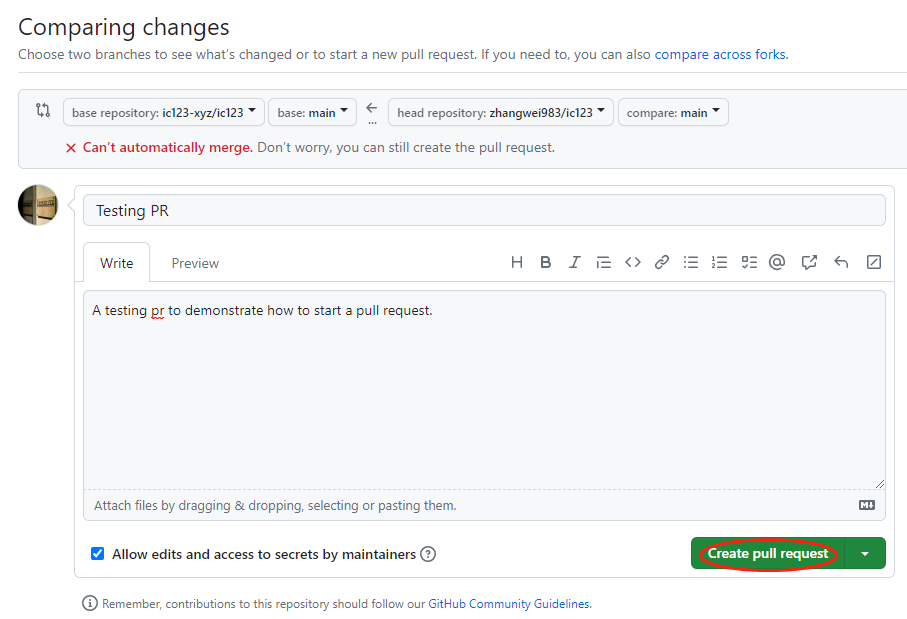 Comparing changes
Choose two branches to see what's changed or to start a new pull request. If you need to, you can also compare across forks.
base repository: ic123-xyz/ic123 base: main ... head repository: zhangwei983/ic123 compare: main
Can't automatically merge. Don't worry, you can still create the pull request.
Testing PR
Write Preview
A testing pr to demonstrate how to start a pull request.
Attach files by dragging & dropping, selecting or pasting them.
Allow edits and access to secrets by maintainers
Create pull request
Remember, contributions to this repository should follow our GitHub Community Guidelines.